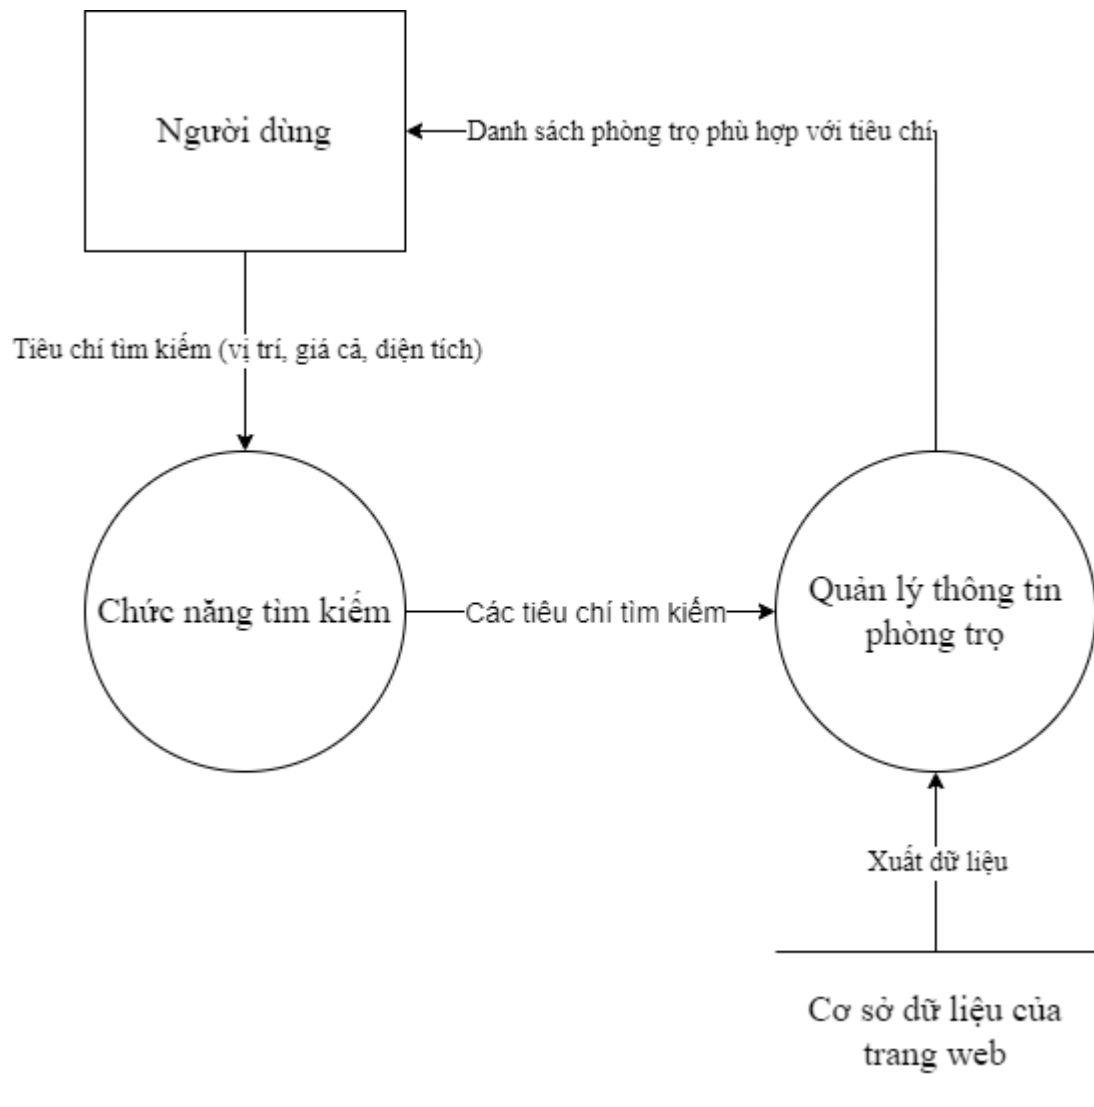 Người dùng
Danh sách phòng trọ phù hợp với tiêu chí
Tiêu chí tìm kiếm (vị trí, giá cả, diện tích)
Chức năng tìm kiếm
Các tiêu chí tìm kiếm
Quản lý thông tin
phòng trọ
Xuất dữ liệu
Cơ sở dữ liệu của
trang web